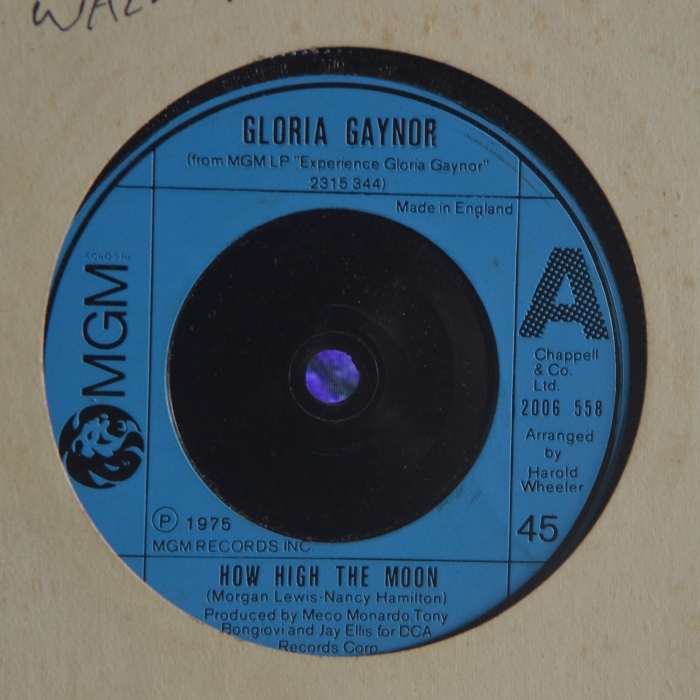 GLORIA GAYNOR
(from MGM LP "Experience Gloria Gaynor"
2315 344)
Made in England
MGM
A
Chappell
& Co.
Ltd.
2006 558
Arranged
by
Harold
Wheeler
45
Ⓟ 1975
MGM RECORDS INC.
HOW HIGH THE MOON
(Morgan Lewis-Nancy Hamilton)
Produced by Meco Monardo, Tony
Bongiovi and Jay Ellis for DCA
Records Corp.